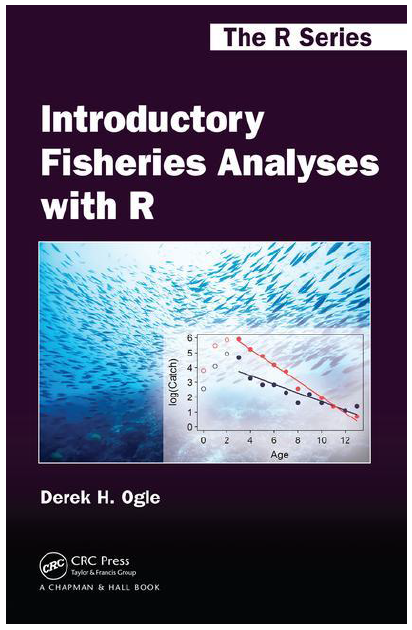 The R Series
Introductory
Fisheries Analyses
with R
log(Catch)
6
5
4
3
2
1
0
0 2 4 6 8 10 12
Age
Derek H. Ogle
CRC
CRC Press
Taylor & Francis Group
A CHAPMAN & HALL BOOK